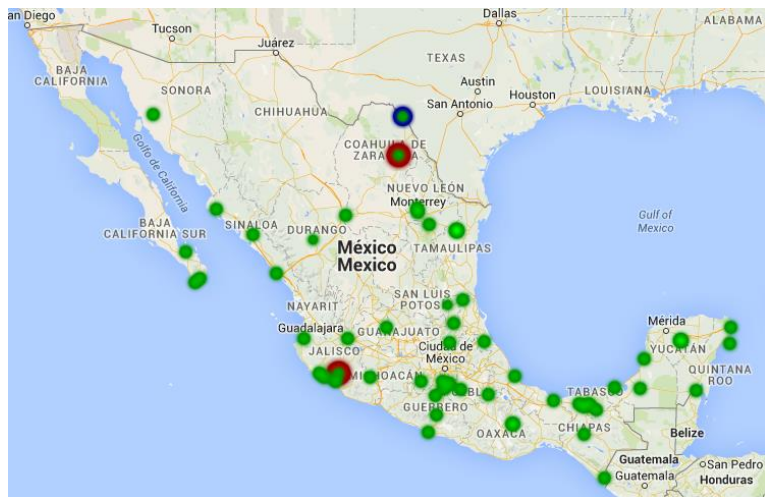 an Diego
Dallas
Tucson
ALABAMA
Juárez
BAJA
CALIFORNIA
TEXAS
SONORA
Austin
LOUISIANA
Houston
San Antonio
CHIHUAHUA
COAHUILA DE
Golfo de California
NUEVO LEÓN
Monterrey
BAJA
CALIFORNIA SUR
SINALOA
DURANGO
Gulf of
Mexico
México
Mexico
TAMAULIPAS
SAN LUIS
POTOS
NAYARIT
Guadalajara
GUANAJUATO
Mérida
JALISCO
Ciudad de
México
YUCATÁN
MICHOACÁN
QUINTANA
ROO
TABASCO
GUERRERO
OAXACA
CHIAPAS
Belize
Guatemala
San Pedro
Guatemala
Honduras